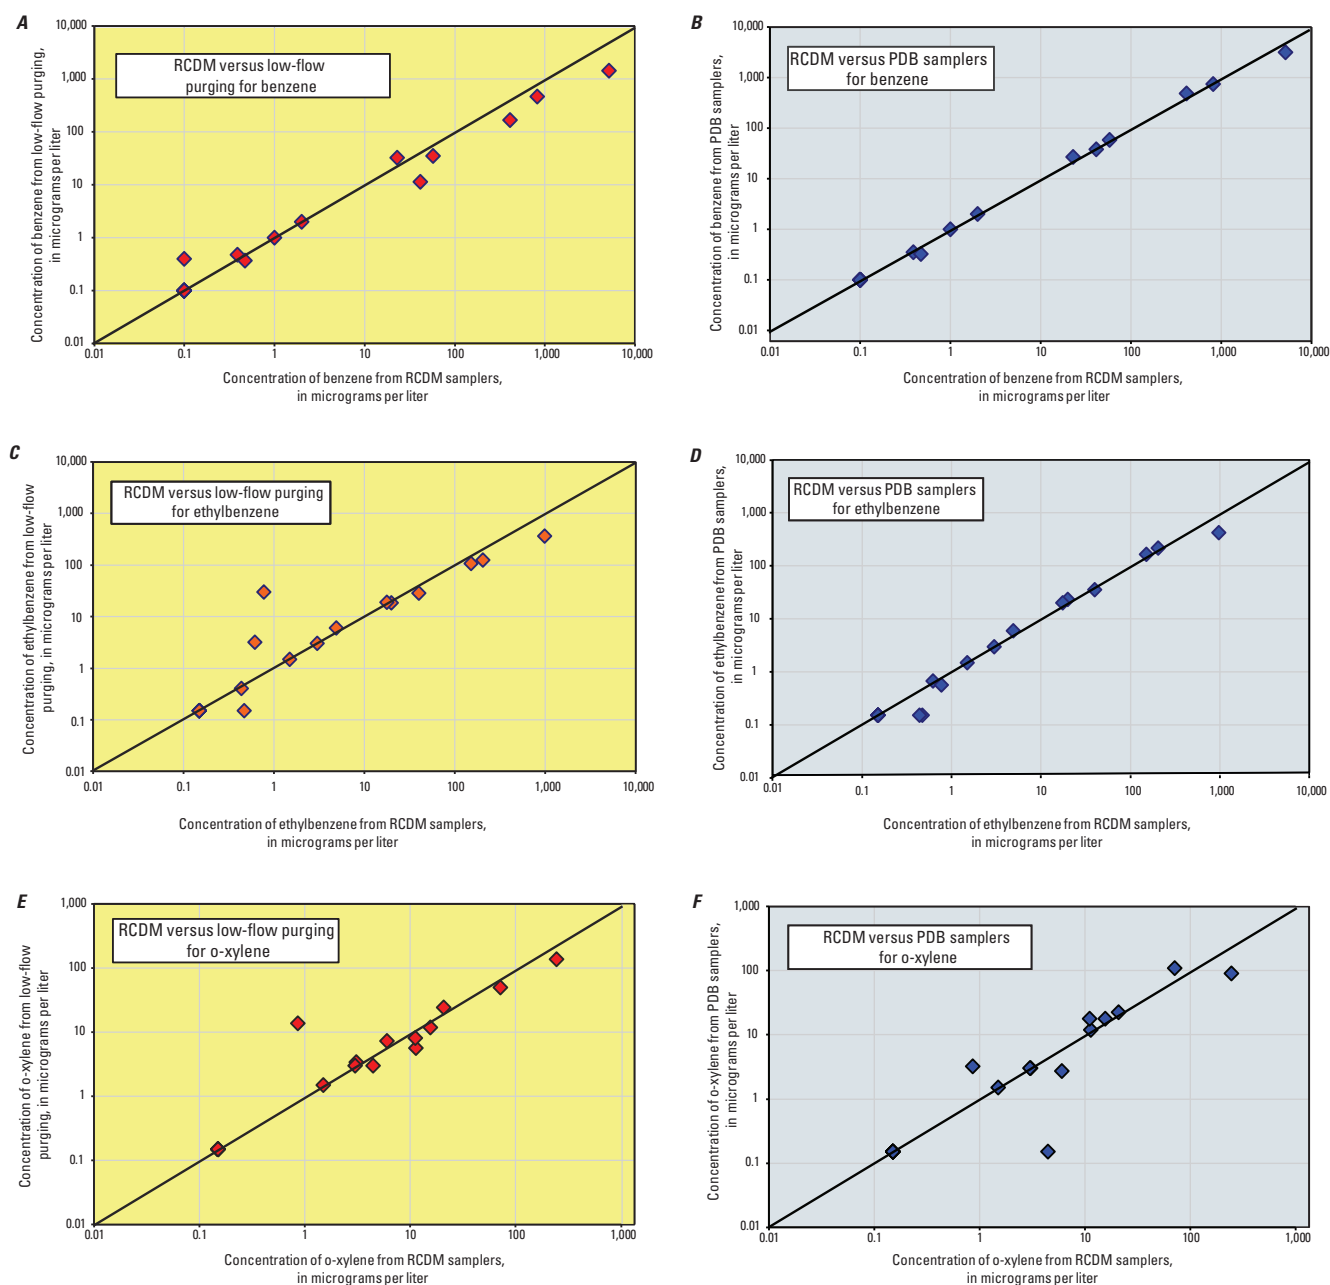 A
Concentration of benzene from low-flow purging,
in micrograms per liter
10,000
1,000
100
10
1
0.1
0.01
RCDM versus low-flow
purging for benzene
0.01
0.1
1
10
100
1,000
10,000
Concentration of benzene from RCDM samplers,
in micrograms per liter
B
Concentration of benzene from PDB samplers,
in micrograms per liter
10,000
1,000
100
10
1
0.1
0.01
RCDM versus PDB samplers
for benzene
0.01
0.1
1
10
100
1,000
10,000
Concentration of benzene from RCDM samplers,
in micrograms per liter
C
Concentration of ethylbenzene from low-flow
purging, in micrograms per liter
10,000
1,000
100
10
1
0.1
0.01
RCDM versus low-flow purging
for ethylbenzene
0.01
0.1
1
10
100
1,000
10,000
Concentration of ethylbenzene from RCDM samplers,
in micrograms per liter
D
Concentration of ethylbenzene from PDB samplers,
in micrograms per liter
10,000
1,000
100
10
1
0.1
0.01
RCDM versus PDB samplers
for ethylbenzene
0.01
0.1
1
10
100
1,000
10,000
Concentration of ethylbenzene from RCDM samplers,
in micrograms per liter
E
Concentration of o-xylene from low-flow
purging, in micrograms per liter
1,000
100
10
1
0.1
0.01
RCDM versus low-flow purging
for o-xylene
0.01
0.1
1
10
100
1,000
Concentration of o-xylene from RCDM samplers,
in micrograms per liter
F
Concentration of o-xylene from PDB samplers,
in micrograms per liter
1,000
100
10
1
0.1
0.01
RCDM versus PDB samplers
for o-xylene
0.01
0.1
1
10
100
1,000
Concentration of o-xylene from RCDM samplers,
in micrograms per liter